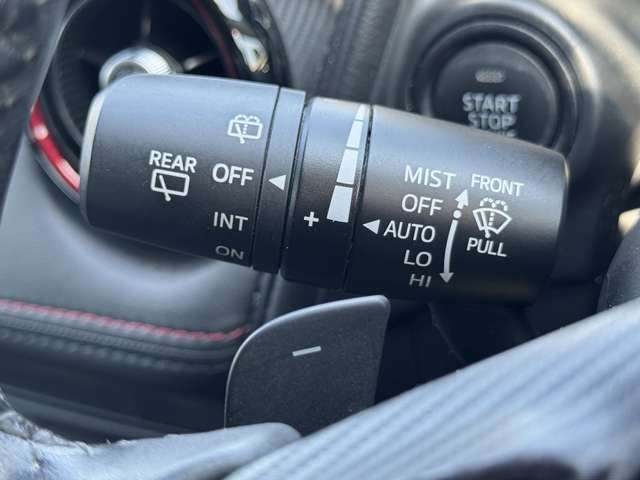 REAR
OFF
INT
ON
+
MIST
OFF
AUTO
LO
HI
FRONT
PULL
START
STOP
−